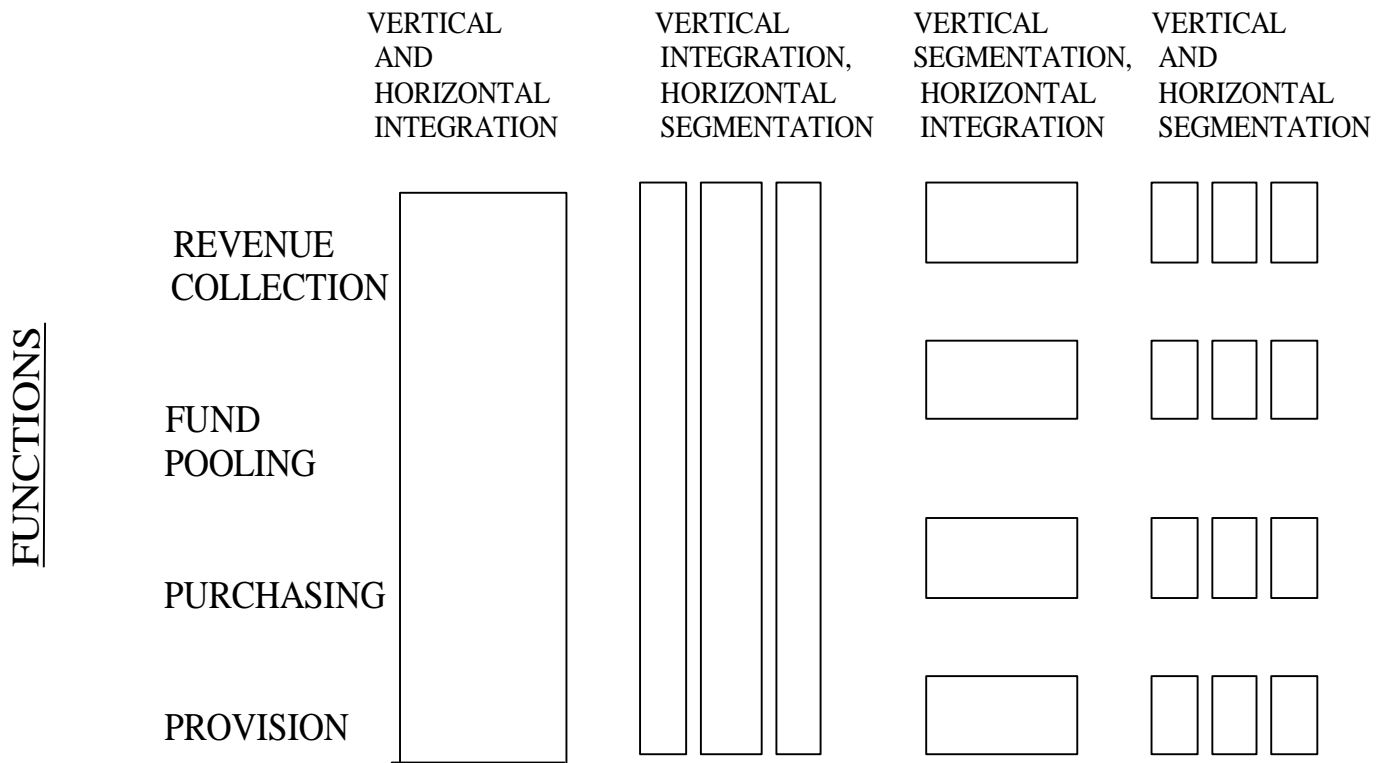 VERTICAL
AND
HORIZONTAL
INTEGRATION
VERTICAL
INTEGRATION,
HORIZONTAL
SEGMENTATION
VERTICAL
SEGMENTATION,
HORIZONTAL
INTEGRATION
VERTICAL
AND
HORIZONTAL
SEGMENTATION
FUNCTIONS
REVENUE
COLLECTION
FUND
POOLING
PURCHASING
PROVISION